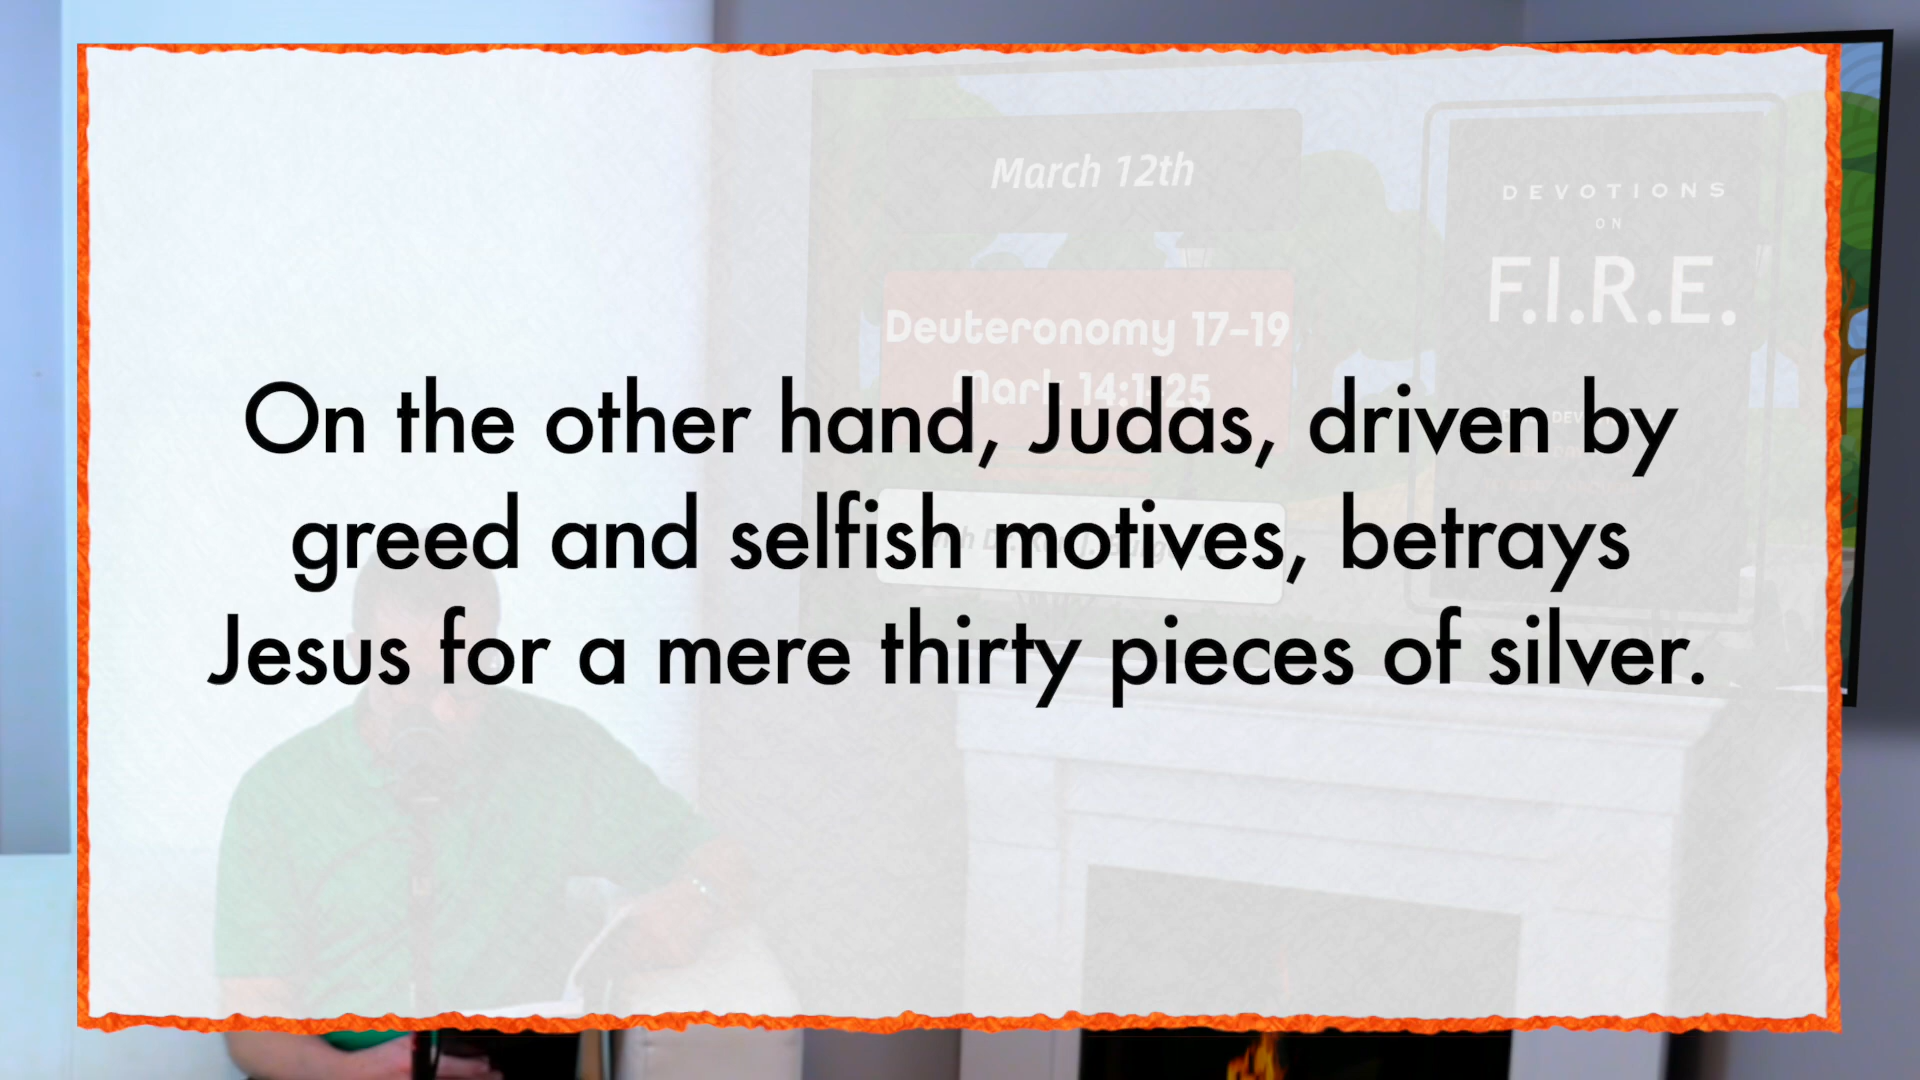 March 12th
DEVOTIONS
ON
F.I.R.E.
Deuteronomy 17-19
Mark 14:1-25
On the other hand, Judas, driven by
greed and selfish motives, betrays
Jesus for a mere thirty pieces of silver.